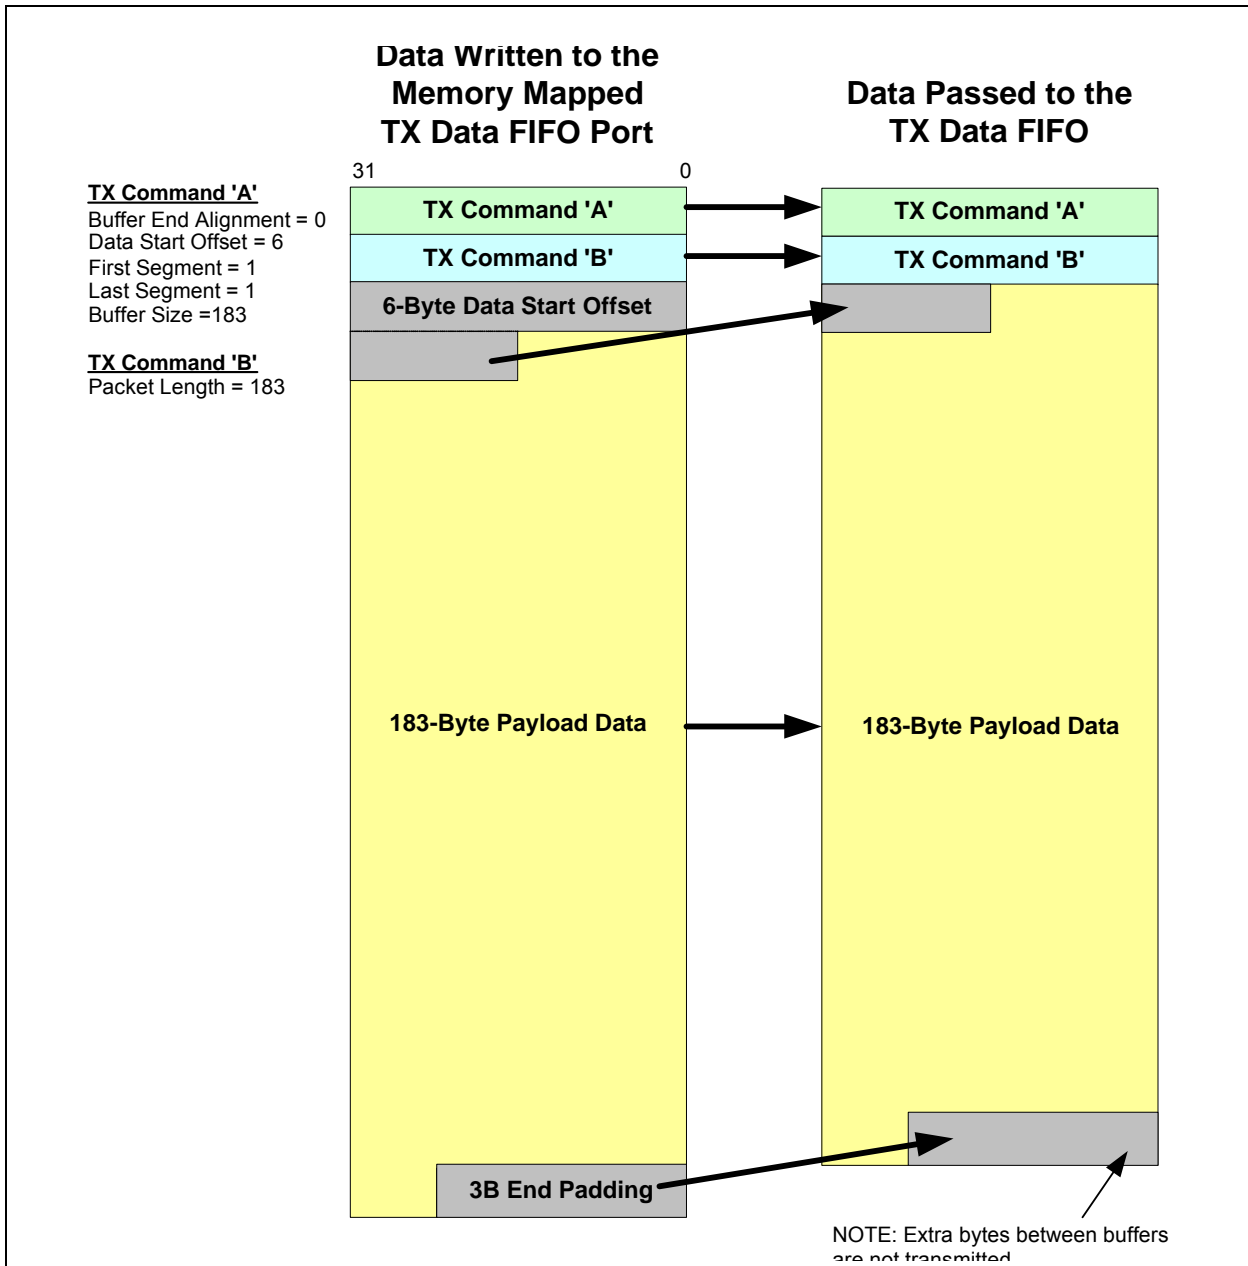 Data Written to the
Memory Mapped
TX Data FIFO Port
Data Passed to the
TX Data FIFO
31
0
TX Command 'A'
Buffer End Alignment = 0
Data Start Offset = 6
First Segment = 1
Last Segment = 1
Buffer Size =183
TX Command 'B'
Packet Length = 183
TX Command 'A'
TX Command 'B'
6-Byte Data Start Offset
183-Byte Payload Data
3B End Padding
TX Command 'A'
TX Command 'B'
183-Byte Payload Data
NOTE: Extra bytes between buffers
are not transmitted